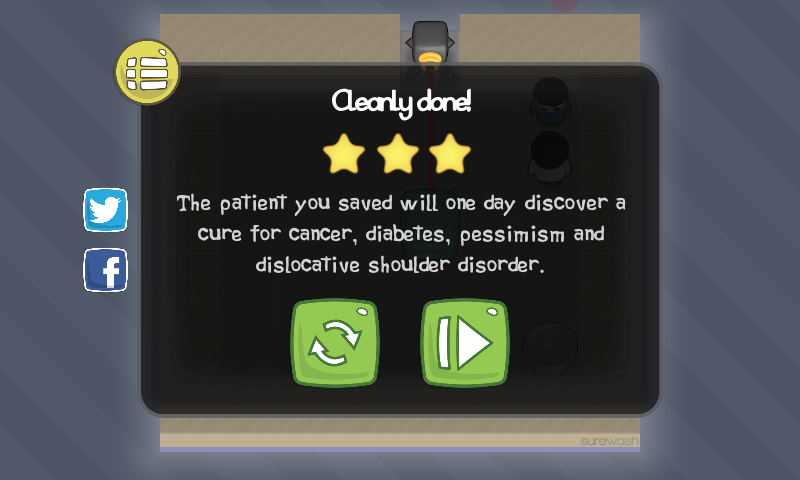 Cleanly done!
The patient you saved will one day discover a
cure for cancer, diabetes, pessimism and
dislocative shoulder disorder.
surewash